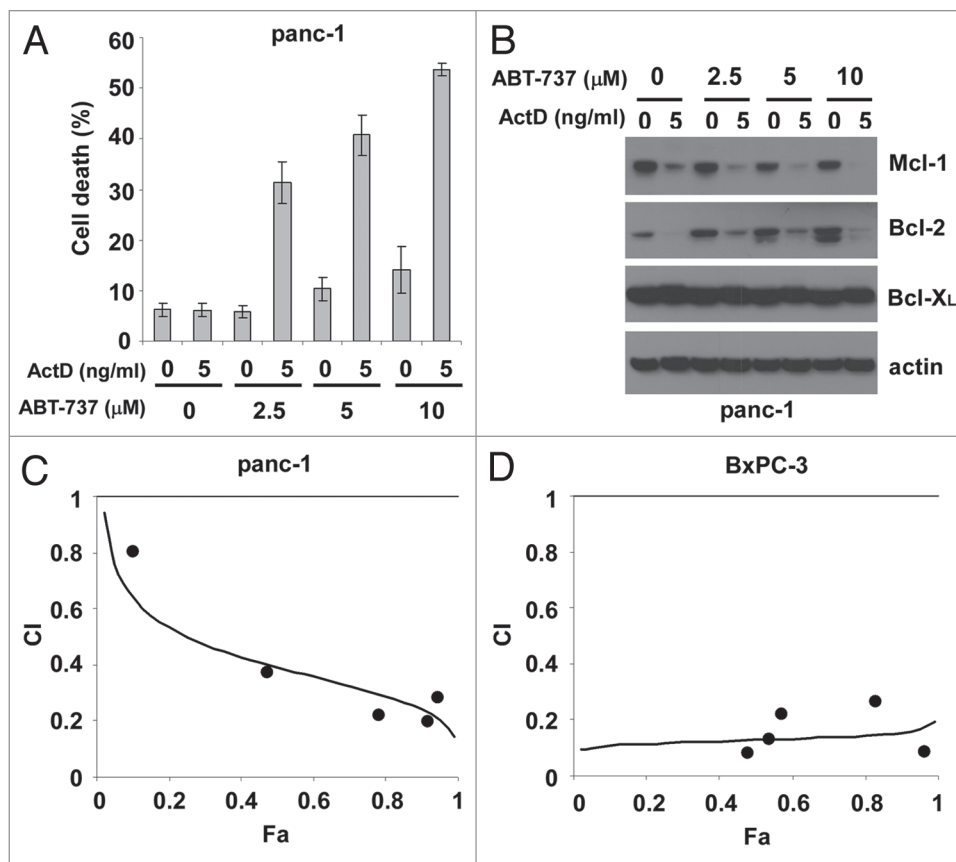 A
panc-1
60
50
40
30
20
10
0
Cell death (%)
0 5 0 5 0 5 0 5
ActD (ng/ml)
0 2.5 5 10
ABT-737 (μM)
B
ABT-737 (μM) 0 2.5 5 10
ActD (ng/ml) 0 5 0 5 0 5 0 5
Mcl-1
Bcl-2
Bcl-XL
actin
panc-1
C
panc-1
1
0.8
0.6
0.4
0.2
0
CI
0 0.2 0.4 0.6 0.8 1
Fa
D
BxPC-3
1
0.8
0.6
0.4
0.2
0
CI
0 0.2 0.4 0.6 0.8 1
Fa